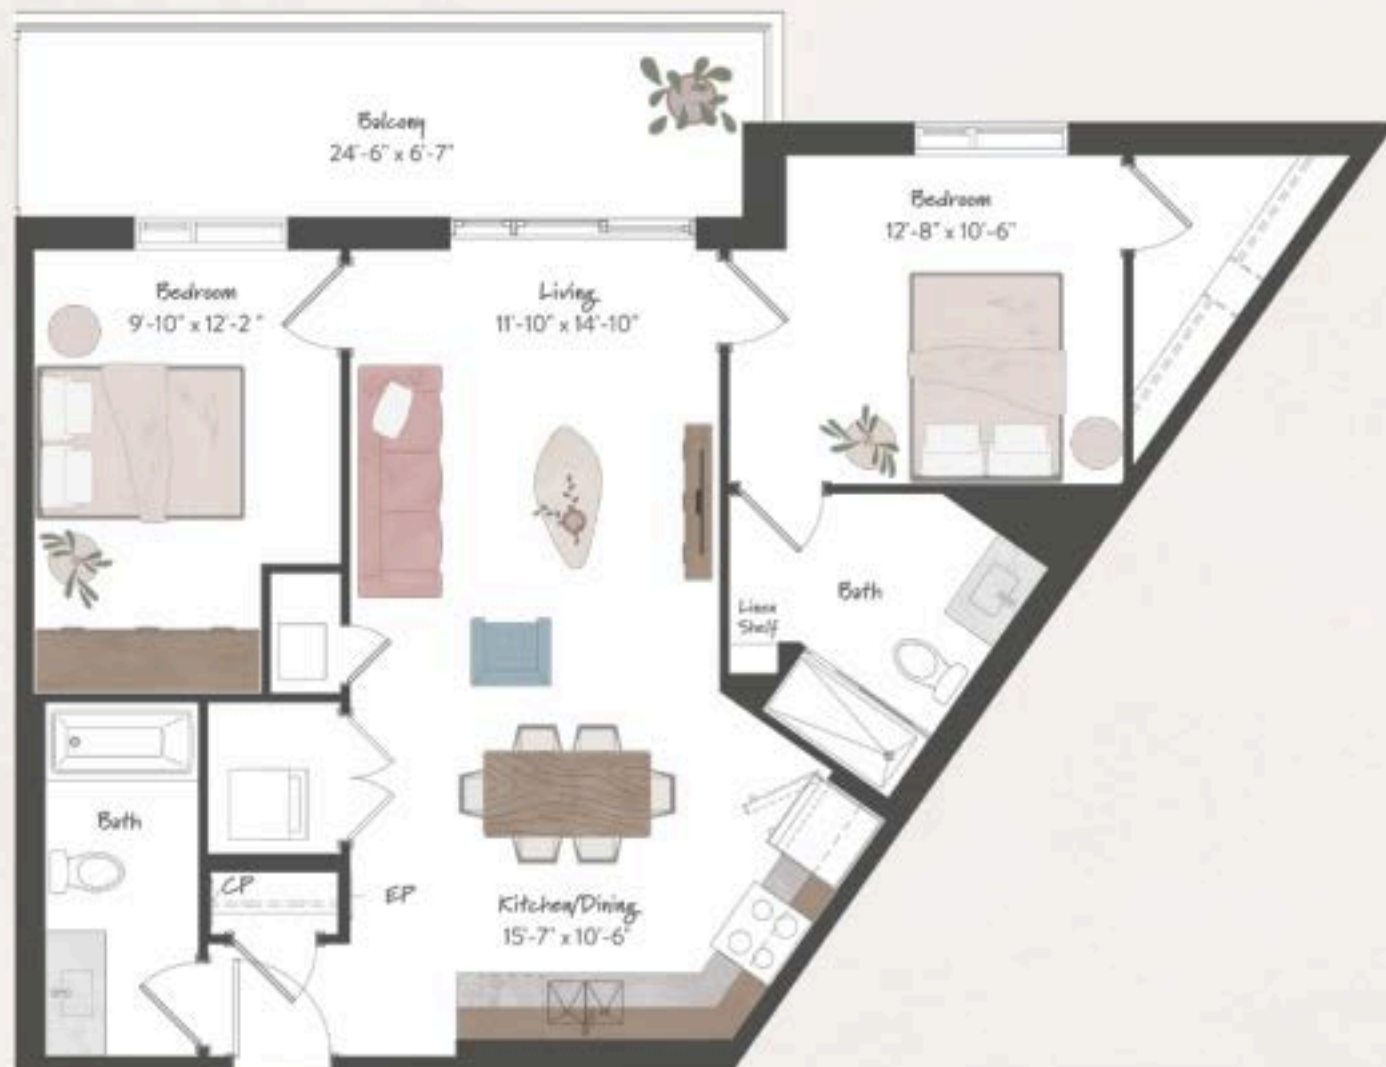 Balcony
24'-6" x 6'-7"
Bedroom
12'-8" x 10'-6"
Bedroom
9'-10" x 12'-2"
Living
11'-10" x 14'-10"
Bath
Linen
Shelf
Bath
CP
EP
Kitchen/Dining
15'-7" x 10'-6"